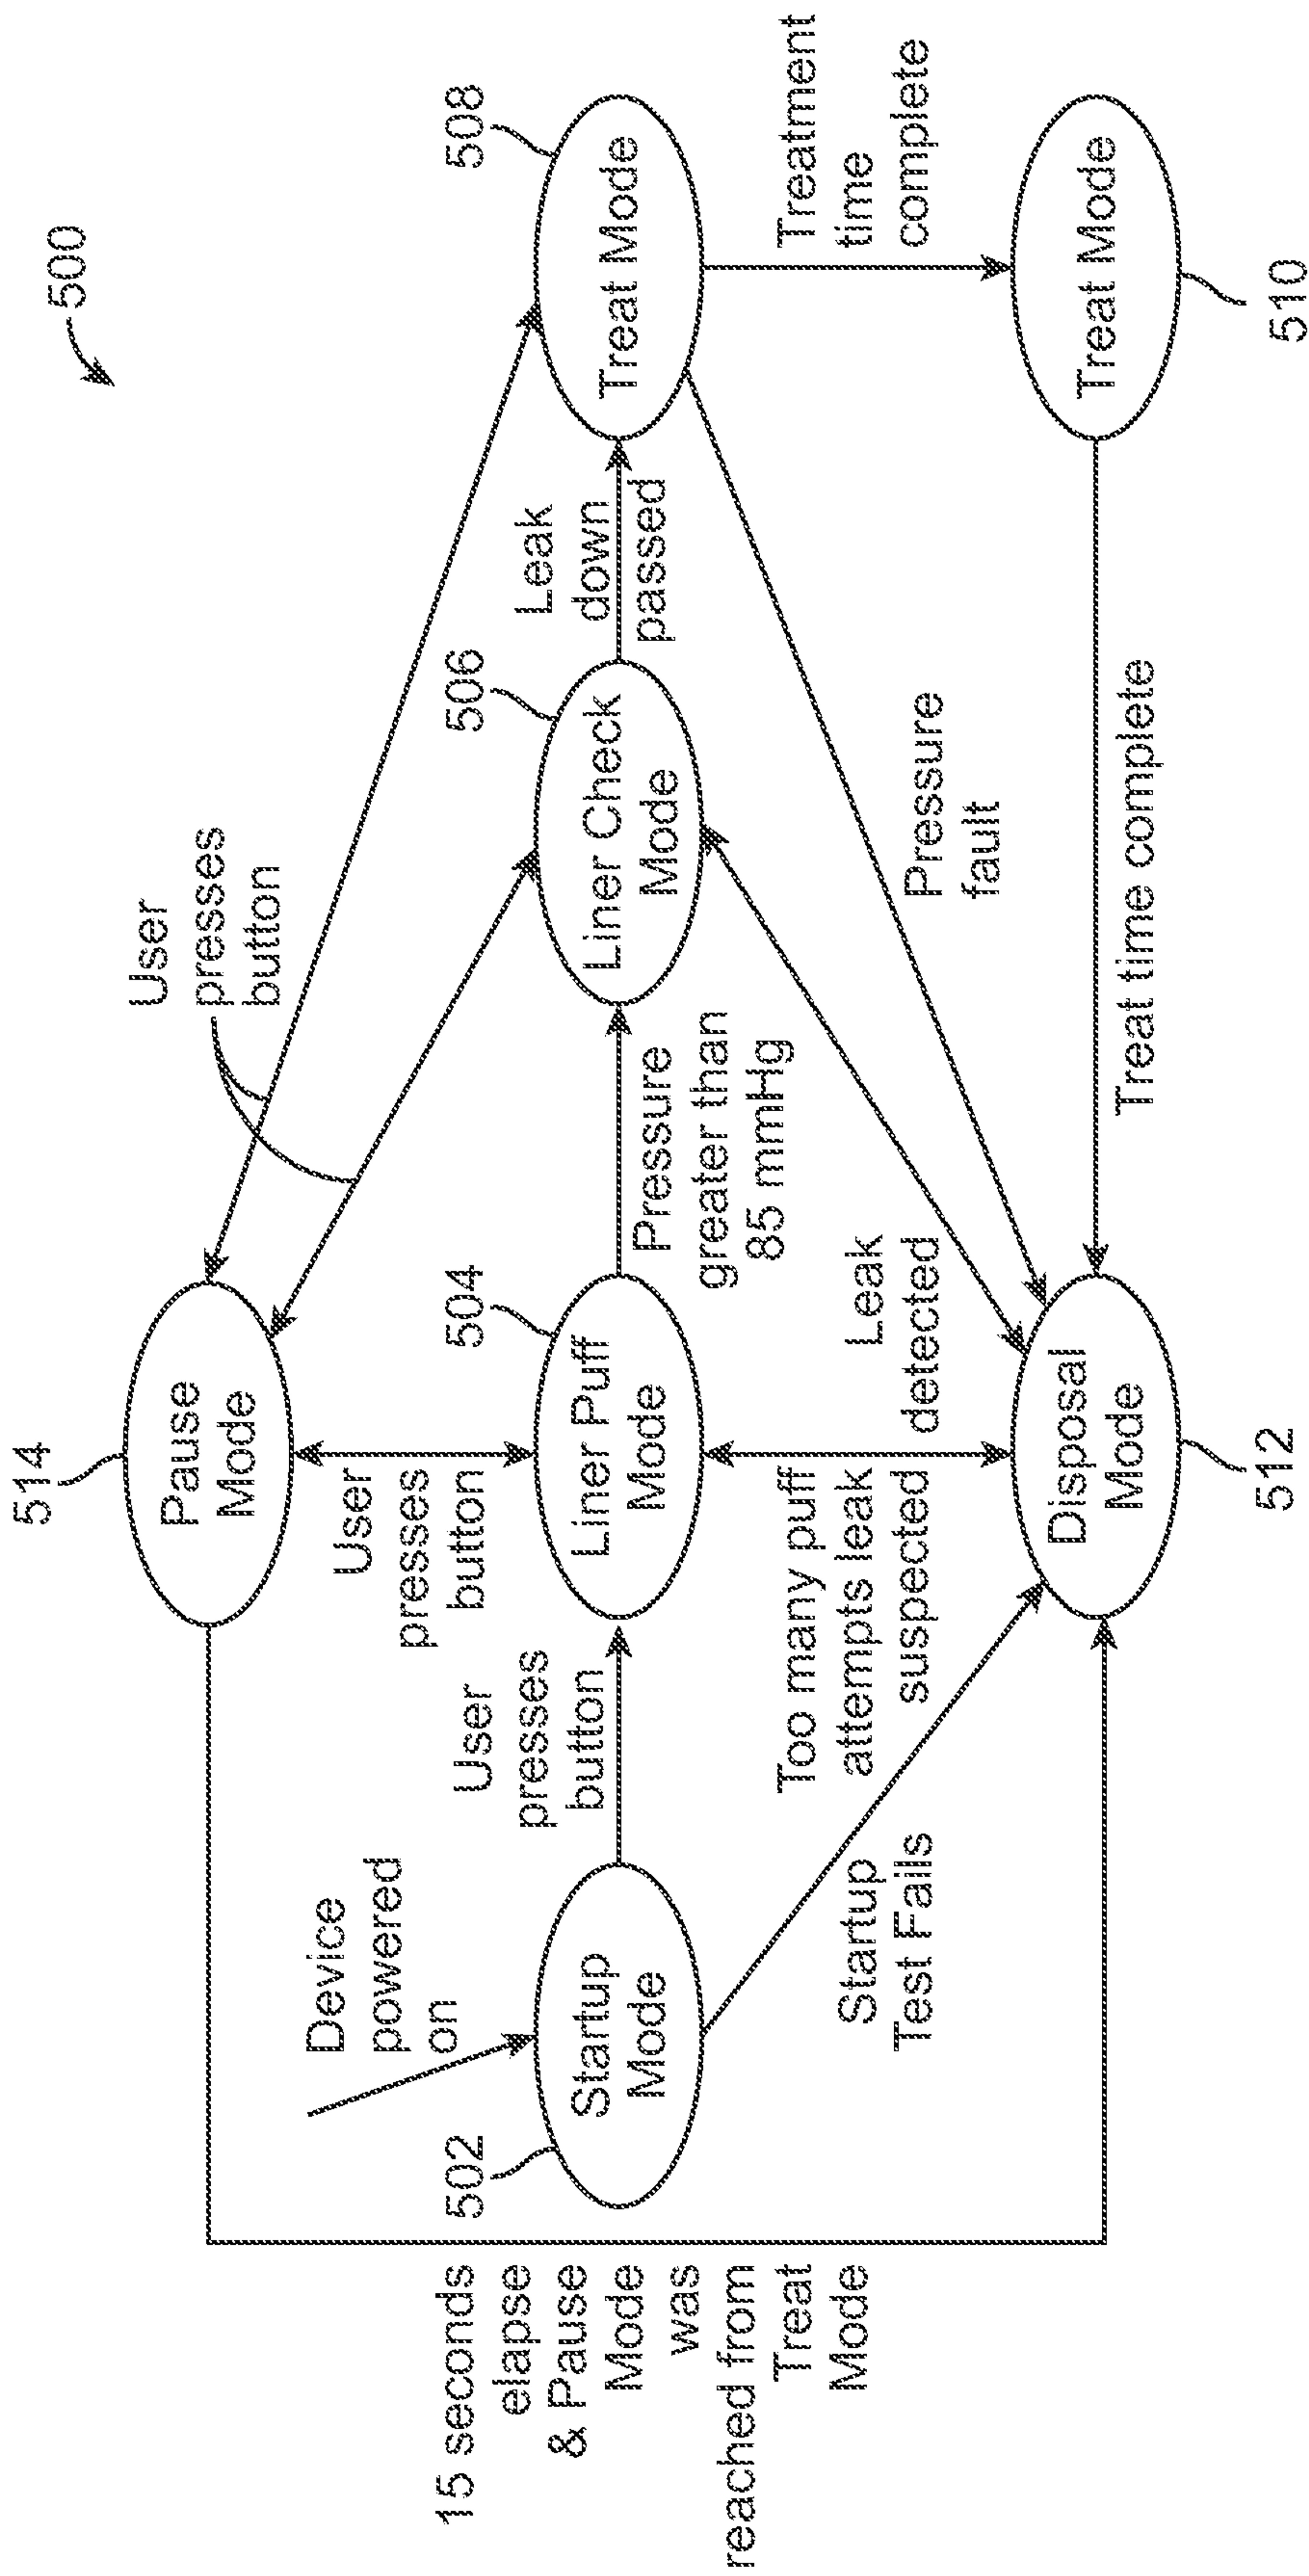 500
514
Pause
Mode
User
presses
button
508
Treat Mode
506
Liner Check
Mode
Leak
down
passed
504
Liner Puff
Mode
Pressure
greater than
85 mmHg
User
presses
button
User
presses
button
Device
powered
on
502
Startup
Mode
15 seconds
elapse
& Pause
Mode
was
reached from
Treat
Mode
Startup
Test Fails
Too many puff
attempts leak
suspected
Leak
detected
Pressure
fault
Treatment
time
complete
Disposal
Mode
512
Treat time complete
Treat Mode
510